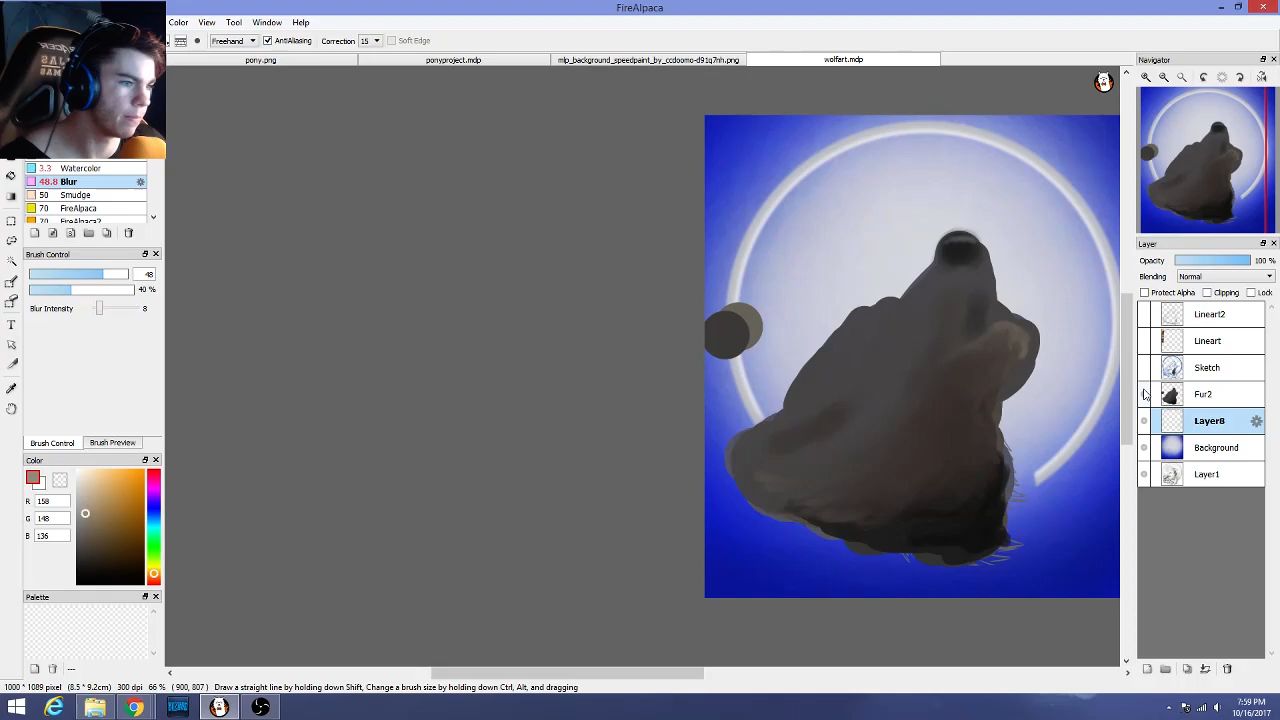 FireAlpaca
Color View Tool Window Help
Freehand AntiAliasing Correction 15 Soft Edge
pony.png ponyproject.mdp mlp_background_speedpaint_by_ccdoomo-d91q7hh.png wolfart.mdp
Navigator
3.3 Watercolor
48.8 Blur
50 Smudge
70 FireAlpaca
70 FireAlpaca2
Brush Control
48
40 %
Blur Intensity 8
Brush Control Brush Preview
Color
R 158
G 148
B 136
Palette
---
Layer
Opacity 100 %
Blending Normal
Protect Alpha Clipping Lock
Lineart2
Lineart
Sketch
Fur2
Layer8
Background
Layer1
1000 * 1089 pixel (8.5 * 9.2cm) 300 dpi 66 % (900, 807) Draw a straight line by holding down Shift, Change a brush size by holding down Ctrl, Alt, and dragging
7:59 PM
10/16/2017